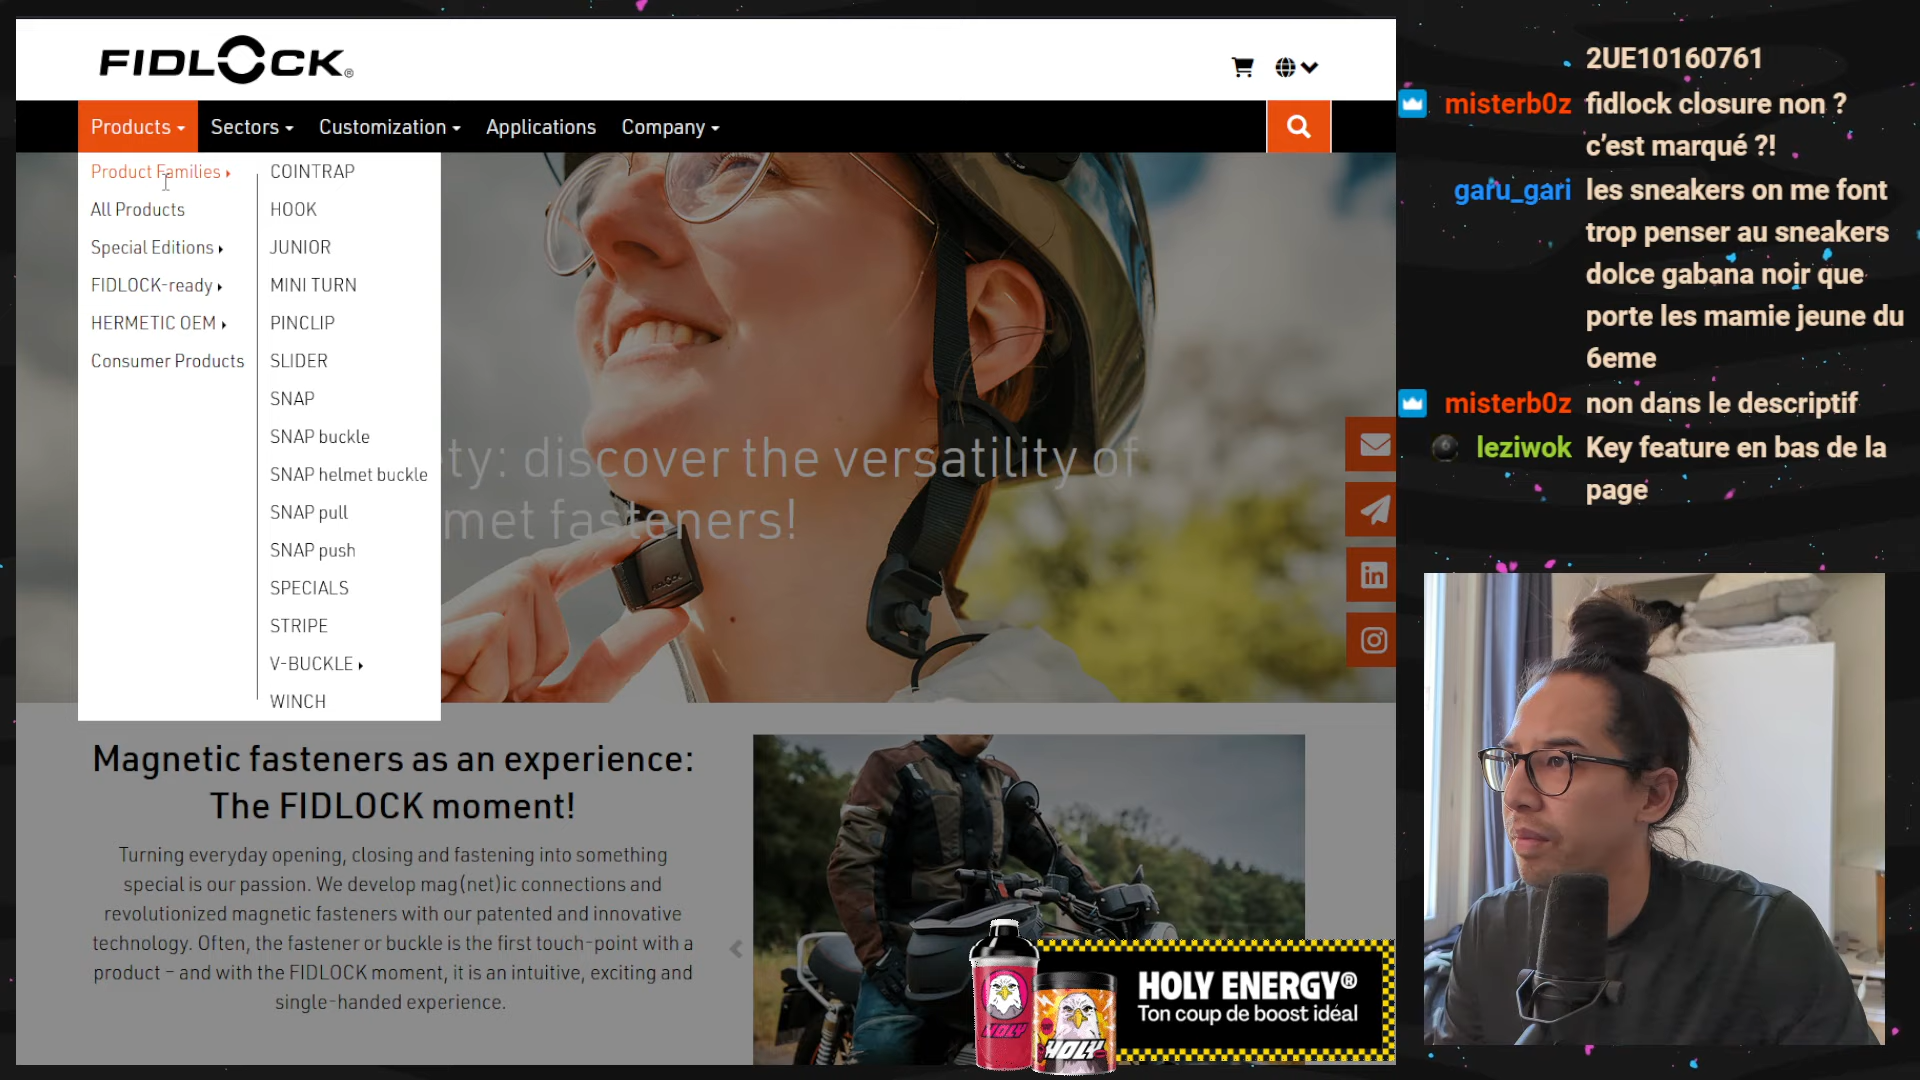 FIDLOCK®
Products
Sectors
Customization
Applications
Company
Product Families
All Products
Special Editions
FIDLOCK-ready
HERMETIC OEM
Consumer Products
COINTRAP
HOOK
JUNIOR
MINI TURN
PINCLIP
SLIDER
SNAP
SNAP buckle
SNAP helmet buckle
SNAP pull
SNAP push
SPECIALS
STRIPE
V-BUCKLE
WINCH
ty: discover the versatility of
met fasteners!
FIDLOCK
Magnetic fasteners as an experience:
The FIDLOCK moment!
Turning everyday opening, closing and fastening into something
special is our passion. We develop mag(net)ic connections and
revolutionized magnetic fasteners with our patented and innovative
technology. Often, the fastener or buckle is the first touch-point with a
product – and with the FIDLOCK moment, it is an intuitive, exciting and
single-handed experience.
HOLY
HOLY
HOLY ENERGY®
Ton coup de boost idéal
2UE10160761
misterb0z fidlock closure non ?
c’est marqué ?!
garu_gari les sneakers on me font
trop penser au sneakers
dolce gabana noir que
porte les mamie jeune du
6eme
misterb0z non dans le descriptif
leziwok Key feature en bas de la
page